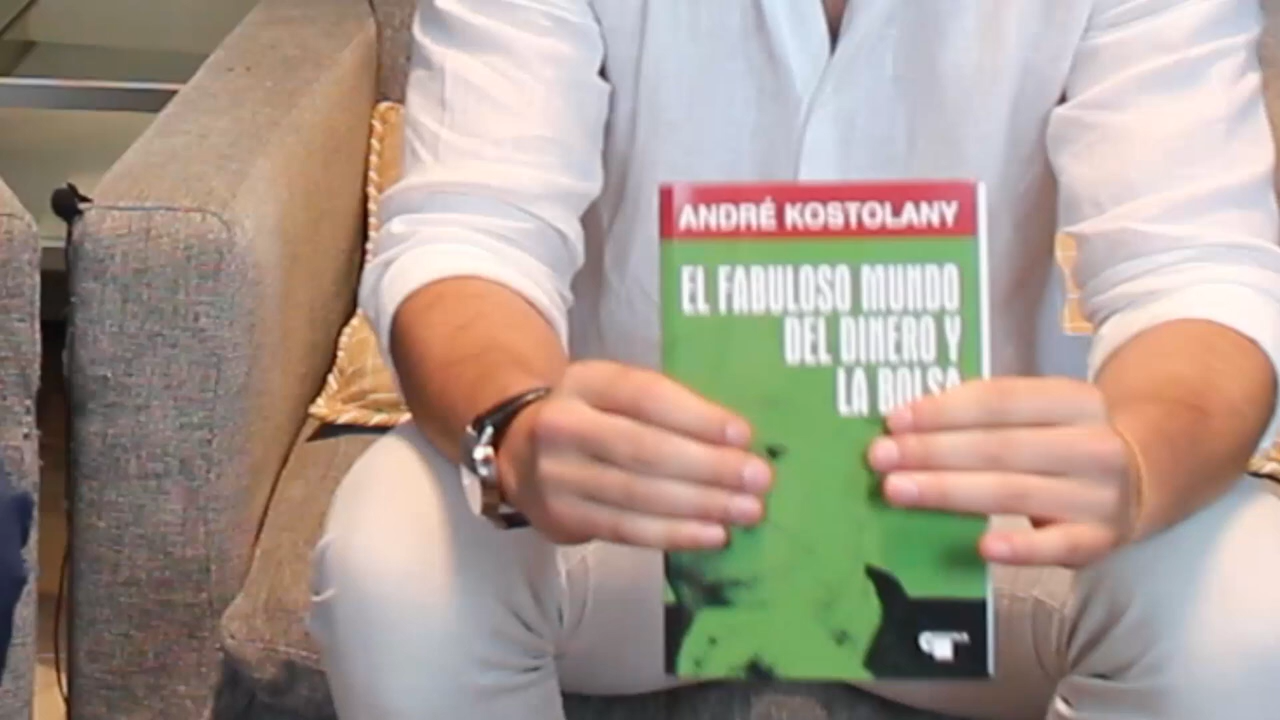 ANDRÉ KOSTOLANY
EL FABULOSO MUNDO
DEL DINERO Y
LA BOLSA